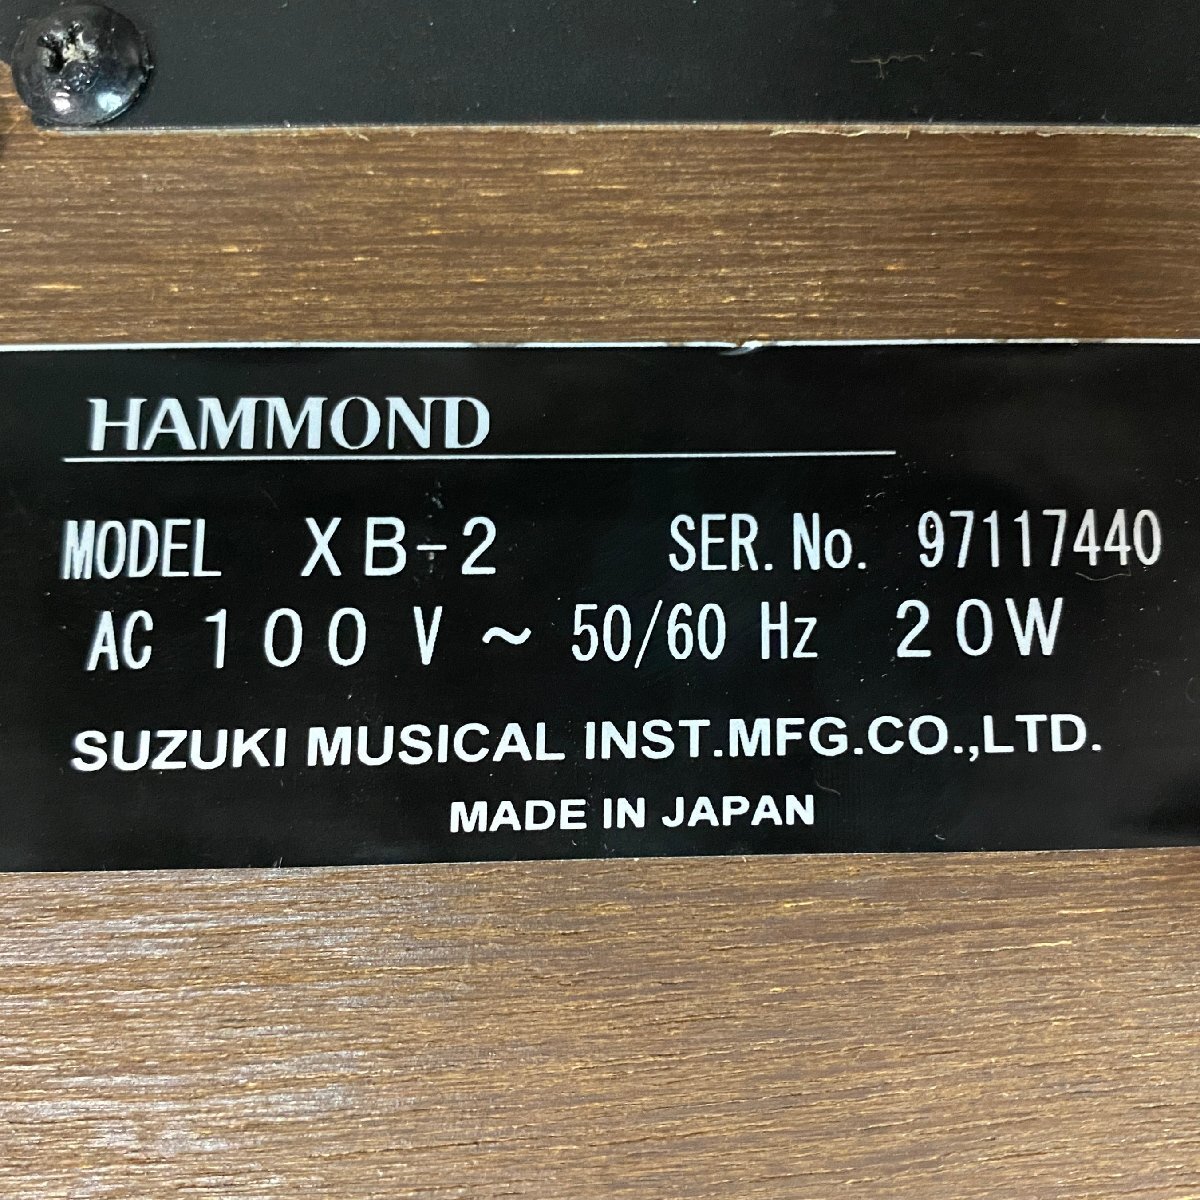 HAMMOND
MODEL XB-2 SER. No. 97117440
AC 100 V ~ 50/60 Hz 20W
SUZUKI MUSICAL INST.MFG.CO.,LTD.
MADE IN JAPAN